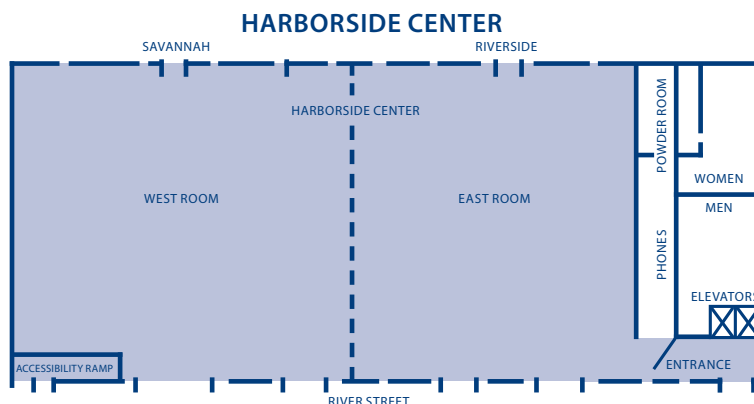 HARBORSIDE CENTER
SAVANNAH
RIVERSIDE
HARBORSIDE CENTER
POWDER ROOM
WOMEN
WEST ROOM
EAST ROOM
MEN
PHONES
ELEVATORS
ACCESSIBILITY RAMP
ENTRANCE
RIVER STREET